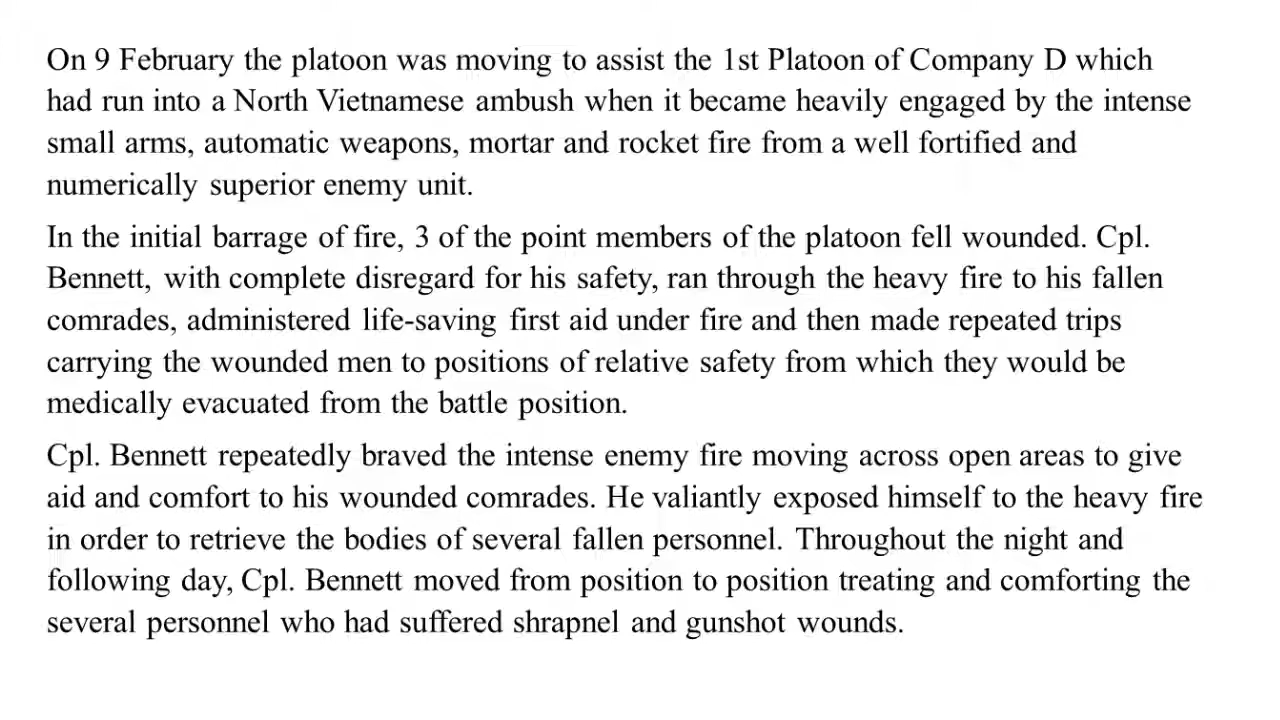 On 9 February the platoon was moving to assist the 1st Platoon of Company D which
had run into a North Vietnamese ambush when it became heavily engaged by the intense
small arms, automatic weapons, mortar and rocket fire from a well fortified and
numerically superior enemy unit.
In the initial barrage of fire, 3 of the point members of the platoon fell wounded. Cpl.
Bennett, with complete disregard for his safety, ran through the heavy fire to his fallen
comrades, administered life-saving first aid under fire and then made repeated trips
carrying the wounded men to positions of relative safety from which they would be
medically evacuated from the battle position.
Cpl. Bennett repeatedly braved the intense enemy fire moving across open areas to give
aid and comfort to his wounded comrades. He valiantly exposed himself to the heavy fire
in order to retrieve the bodies of several fallen personnel. Throughout the night and
following day, Cpl. Bennett moved from position to position treating and comforting the
several personnel who had suffered shrapnel and gunshot wounds.